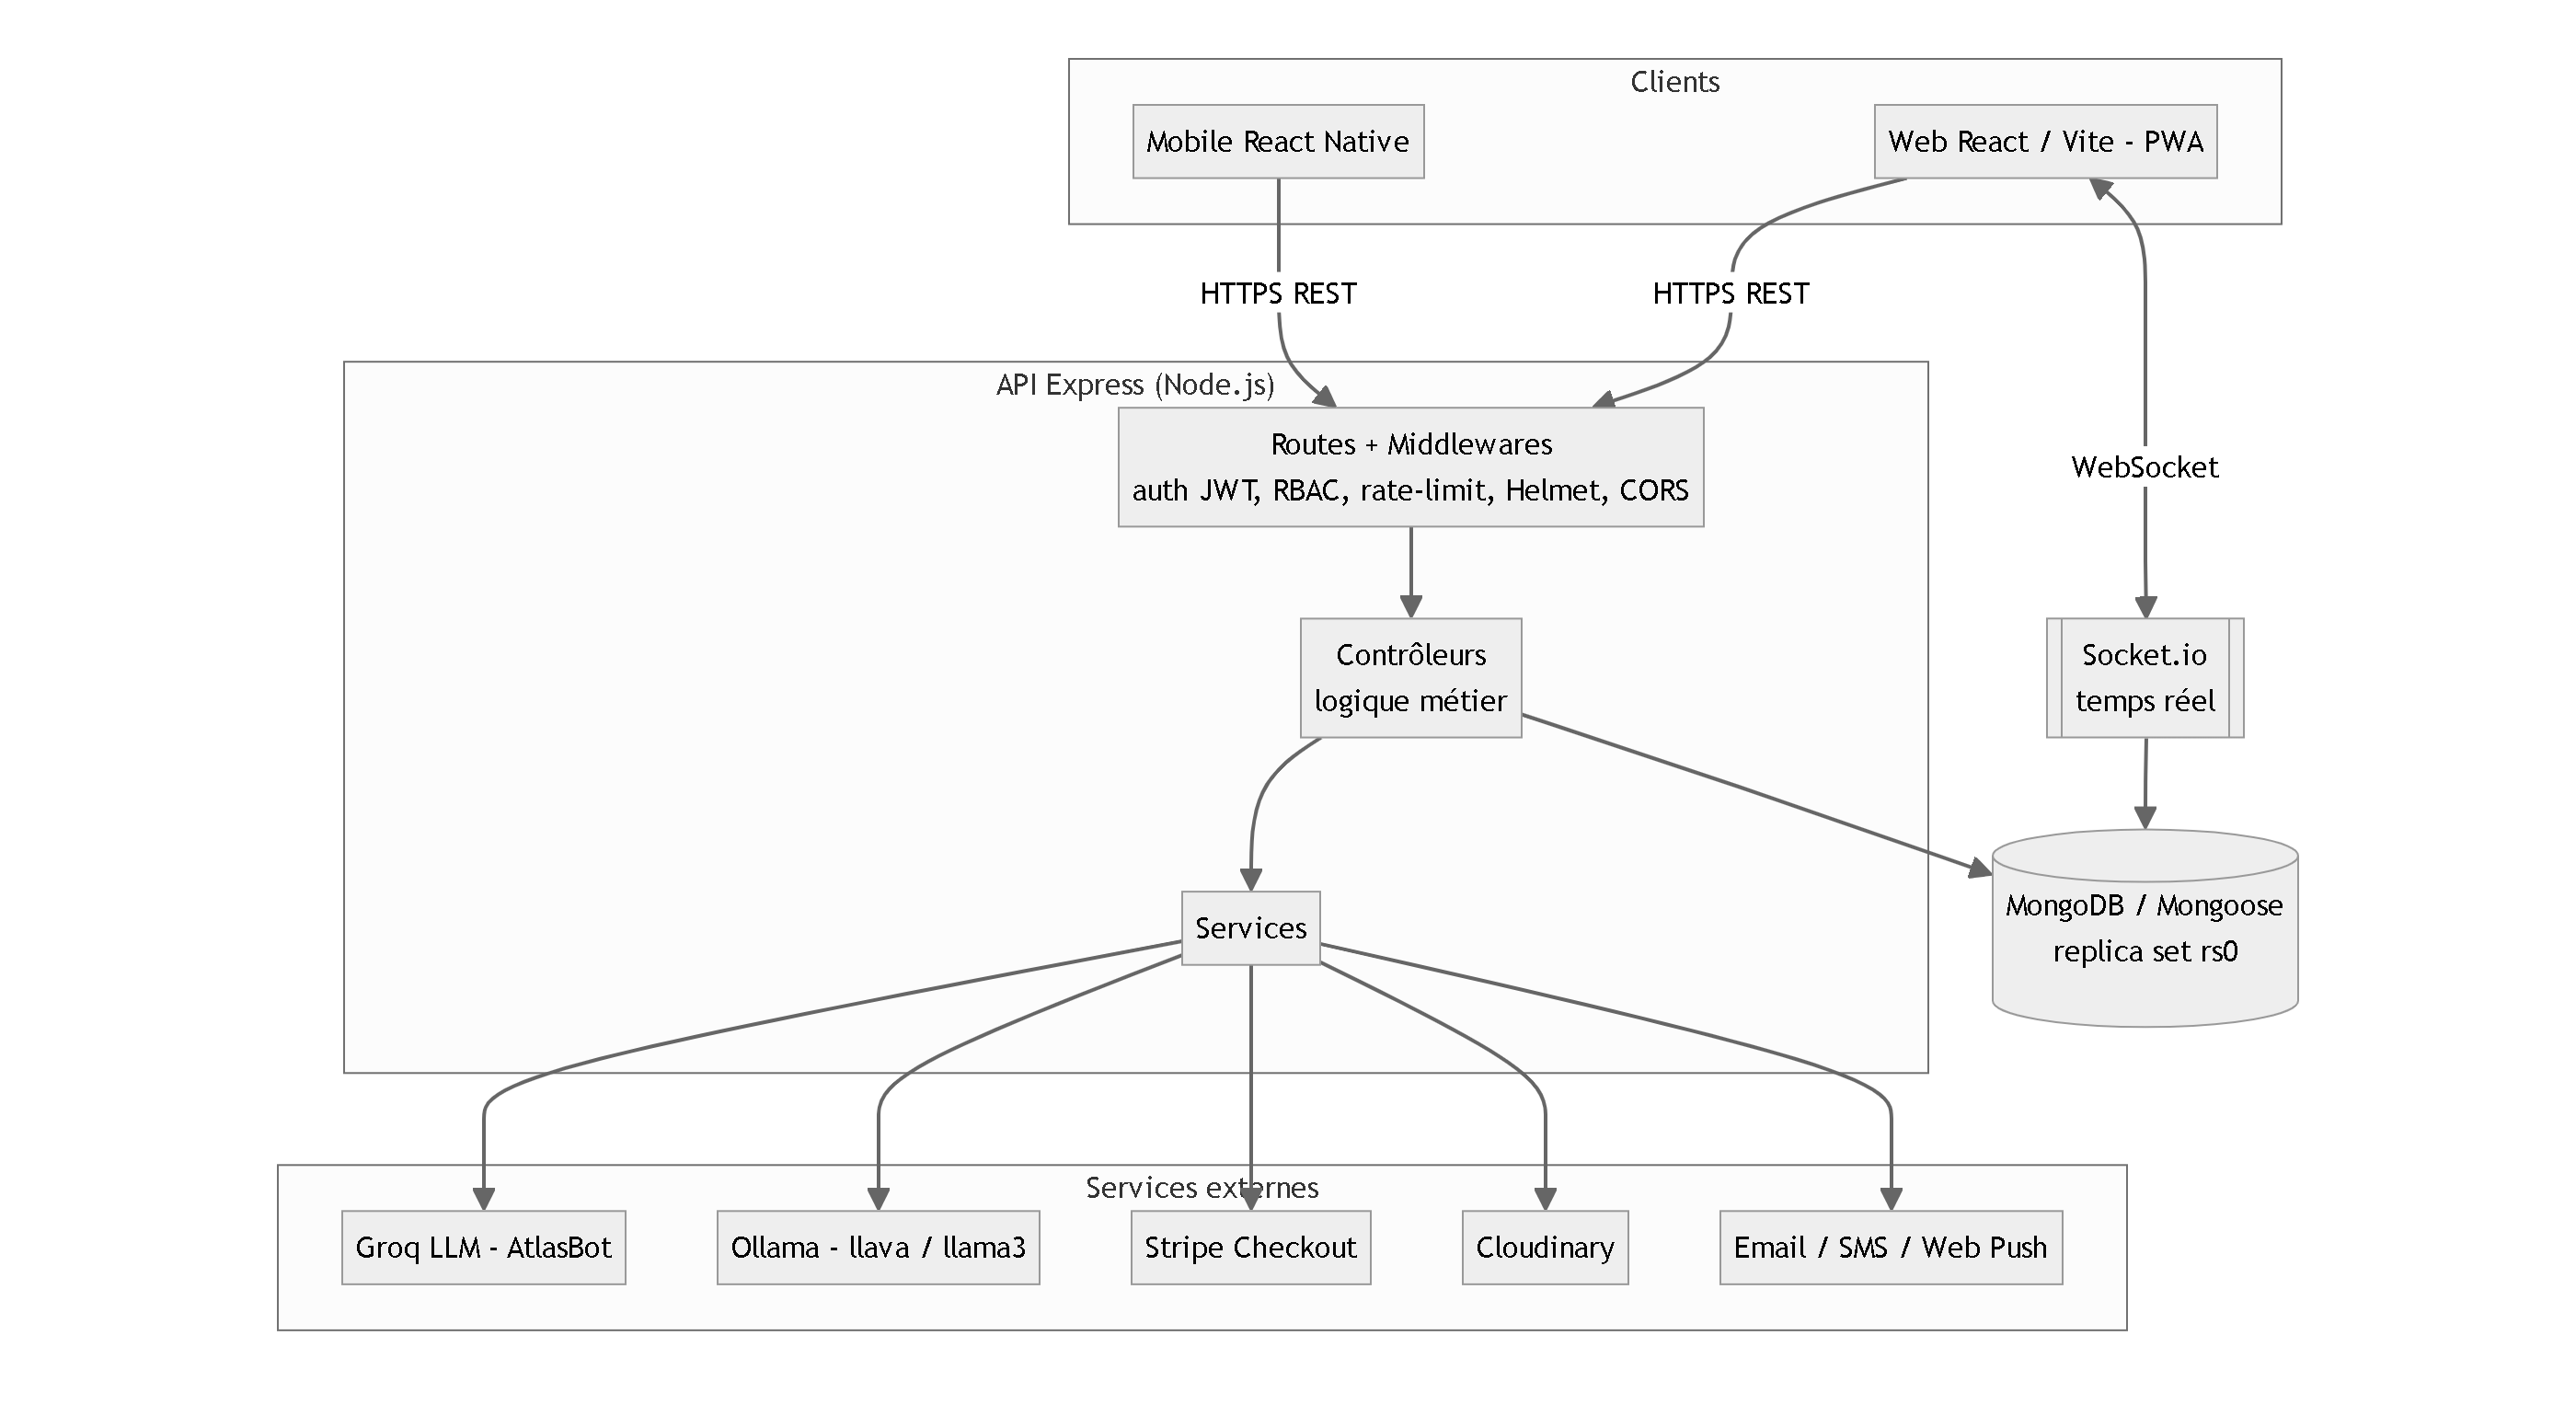 Clients
Mobile React Native
Web React / Vite - PWA
HTTPS REST
HTTPS REST
API Express (Node.js)
Routes + Middlewares
auth JWT, RBAC, rate-limit, Helmet, CORS
WebSocket
Contrôleurs
logique métier
Socket.io
temps réel
Services
MongoDB / Mongoose
replica set rs0
Services externes
Groq LLM - AtlasBot
Ollama - llava / llama3
Stripe Checkout
Cloudinary
Email / SMS / Web Push